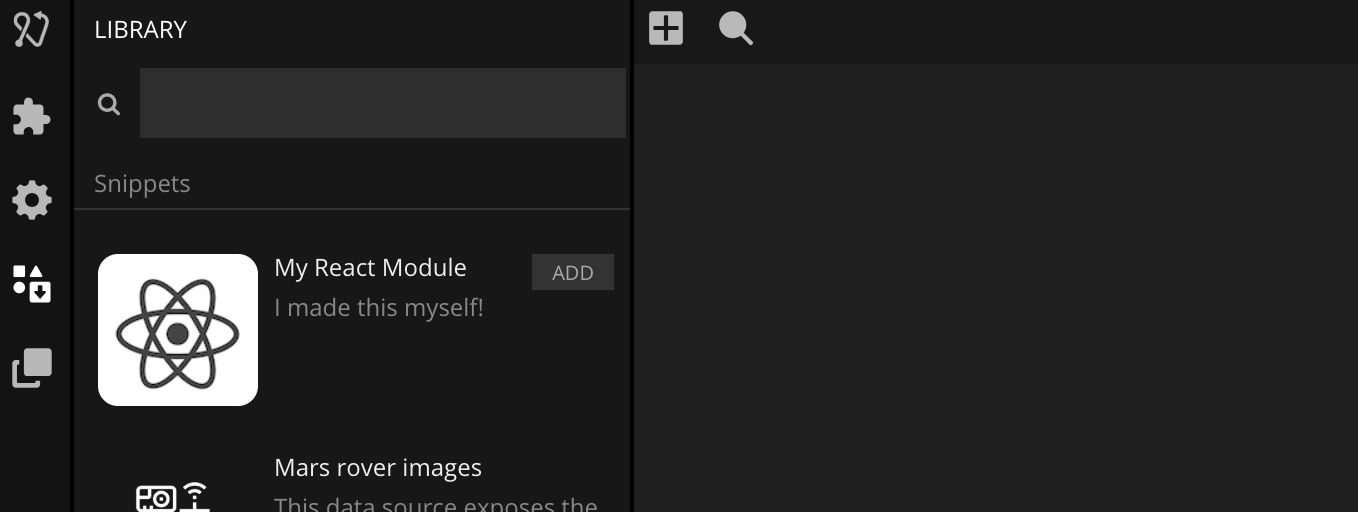 LIBRARY
Snippets
My React Module
ADD
I made this myself!
Mars rover images
This data source exposes the